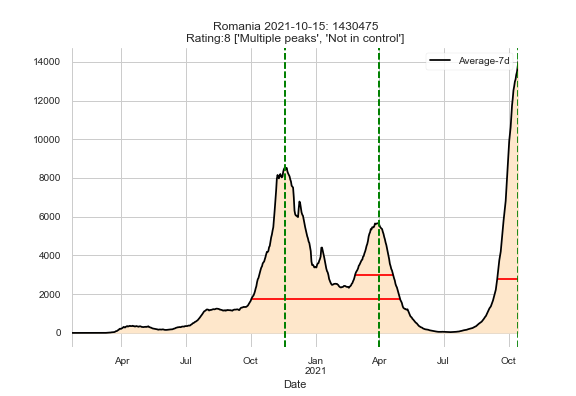 Romania 2021-10-15: 1430475
Rating:8 ['Multiple peaks', 'Not in control']
Average-7d
14000
12000
10000
8000
6000
4000
2000
0
Apr Jul Oct Jan Apr Jul Oct
2021
Date